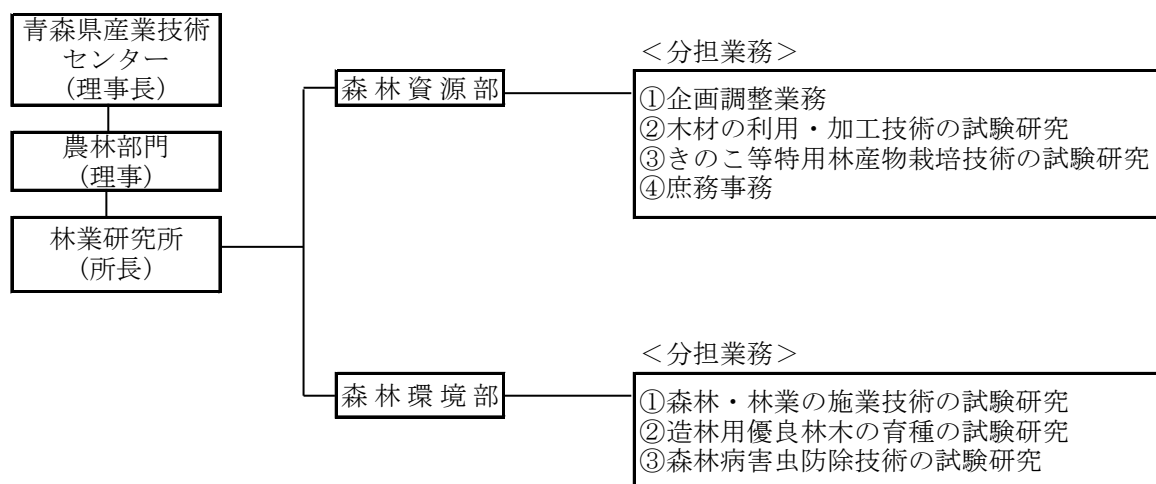 青森県産業技術
センター
(理事長)
農林部門
(理事)
林業研究所
(所長)
森林資源部
＜分担業務＞
①企画調整業務
②木材の利用・加工技術の試験研究
③きのこ等特用林産物栽培技術の試験研究
④庶務事務
森林環境部
＜分担業務＞
①森林・林業の施業技術の試験研究
②造林用優良林木の育種の試験研究
③森林病害虫防除技術の試験研究